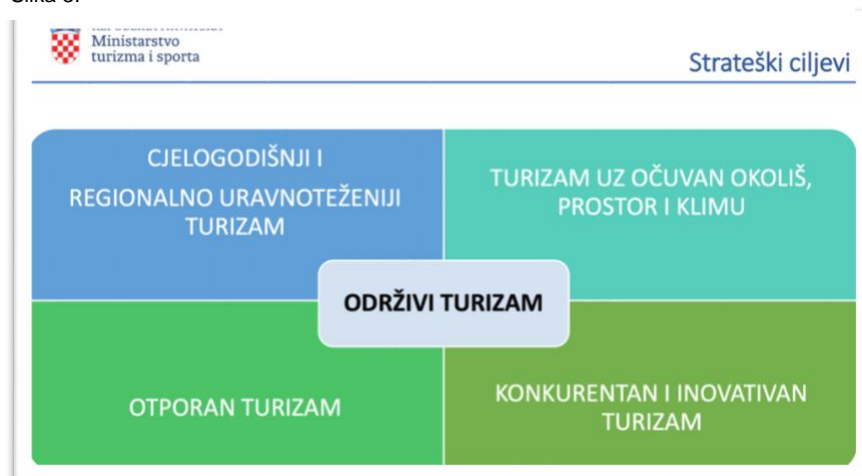 Ministarstvo
turizma i sporta
Strateški ciljevi
CJELOGODIŠNJI I
REGIONALNO URAVNOTEŽENIJI
TURIZAM
TURIZAM UZ OČUVAN OKOLIŠ,
PROSTOR I KLIMU
ODRŽIVI TURIZAM
OTPORAN TURIZAM
KONKURENTAN I INOVATIVAN
TURIZAM